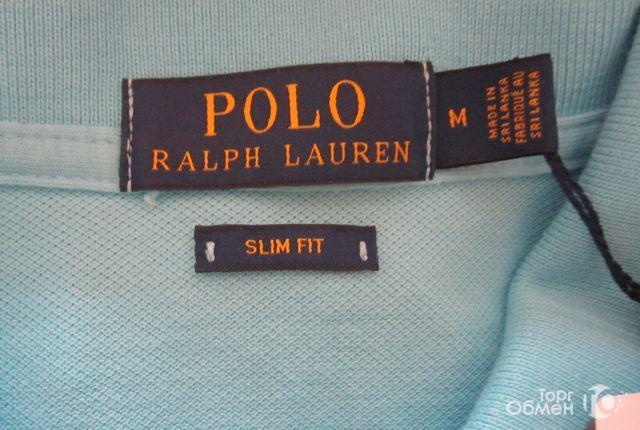 POLO
RALPH LAUREN
M
MADE IN
SRI LANKA
FABRIQUÉ AU
SRI LANKA
SLIM FIT
Торг
Обмен